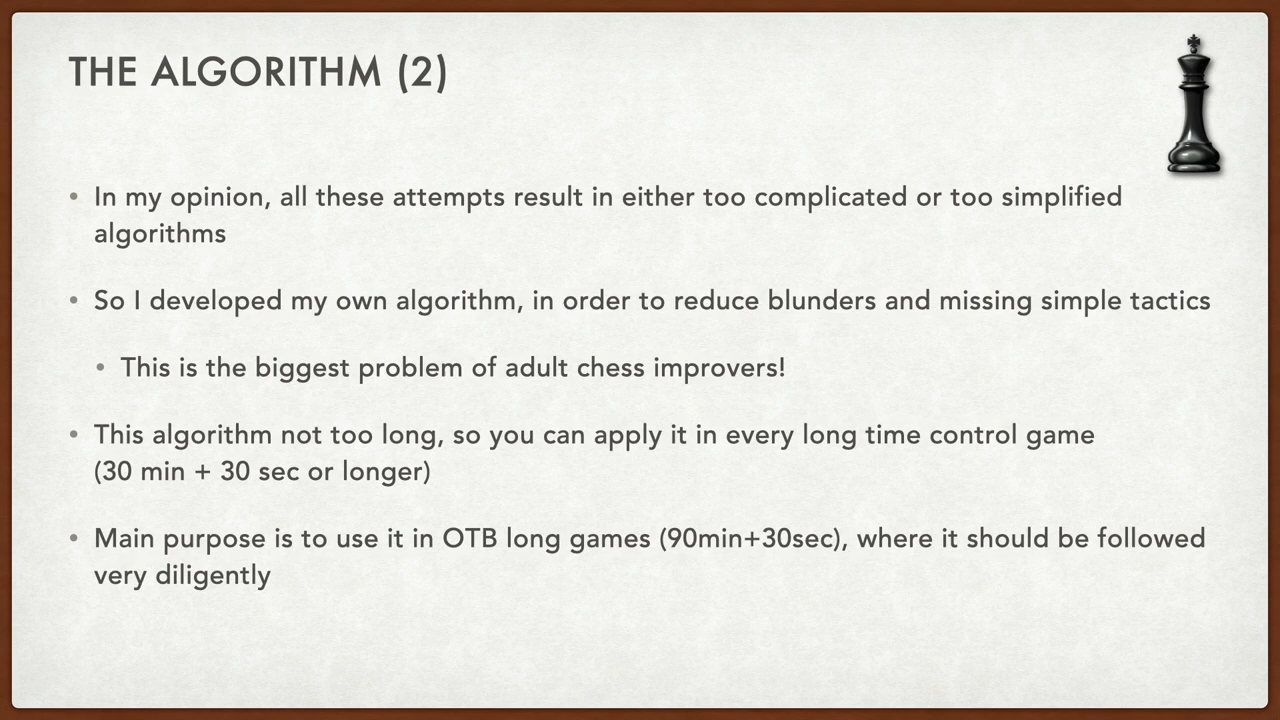 THE ALGORITHM (2)
• In my opinion, all these attempts result in either too complicated or too simplified
algorithms
• So I developed my own algorithm, in order to reduce blunders and missing simple tactics
• This is the biggest problem of adult chess improvers!
• This algorithm not too long, so you can apply it in every long time control game
(30 min + 30 sec or longer)
• Main purpose is to use it in OTB long games (90min+30sec), where it should be followed
very diligently